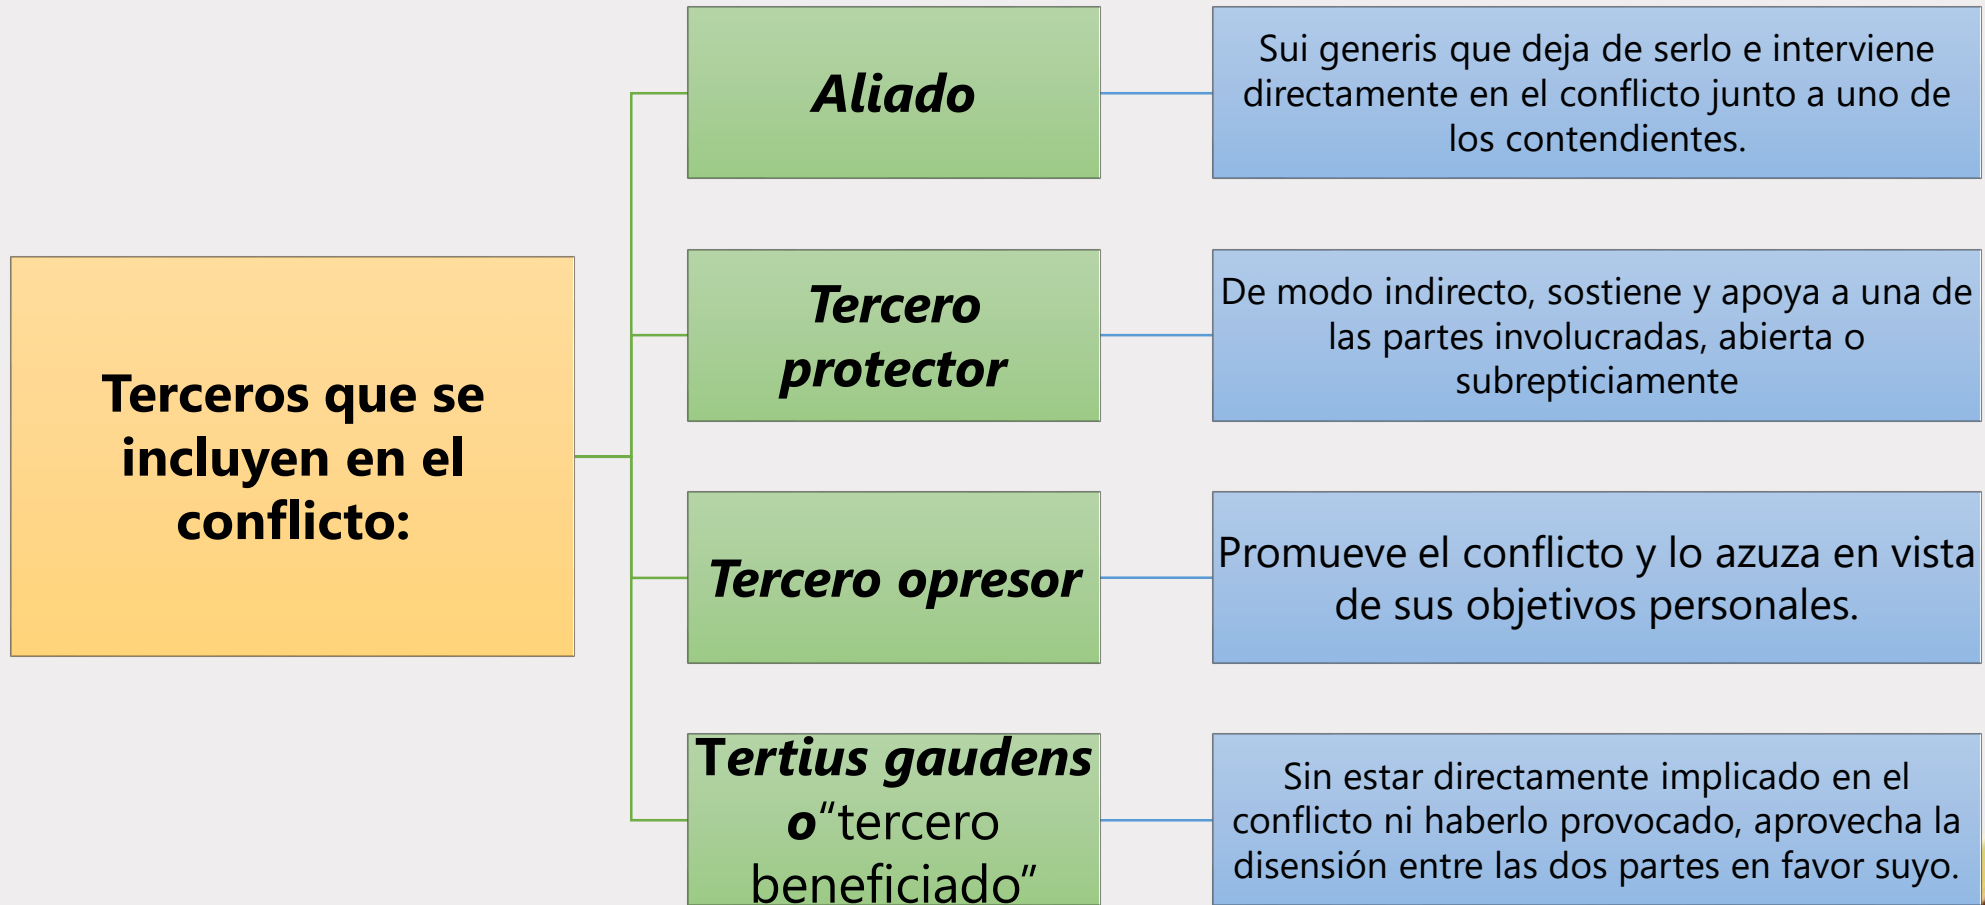 Terceros que se
incluyen en el
conflicto:
Aliado
Sui generis que deja de serlo e interviene
directamente en el conflicto junto a uno de
los contendientes.
Tercero
protector
De modo indirecto, sostiene y apoya a una de
las partes involucradas, abierta o
subrepticiamente
Tercero opresor
Promueve el conflicto y lo azuza en vista
de sus objetivos personales.
Tertius gaudens
o“tercero
beneficiado”
Sin estar directamente implicado en el
conflicto ni haberlo provocado, aprovecha la
disensión entre las dos partes en favor suyo.